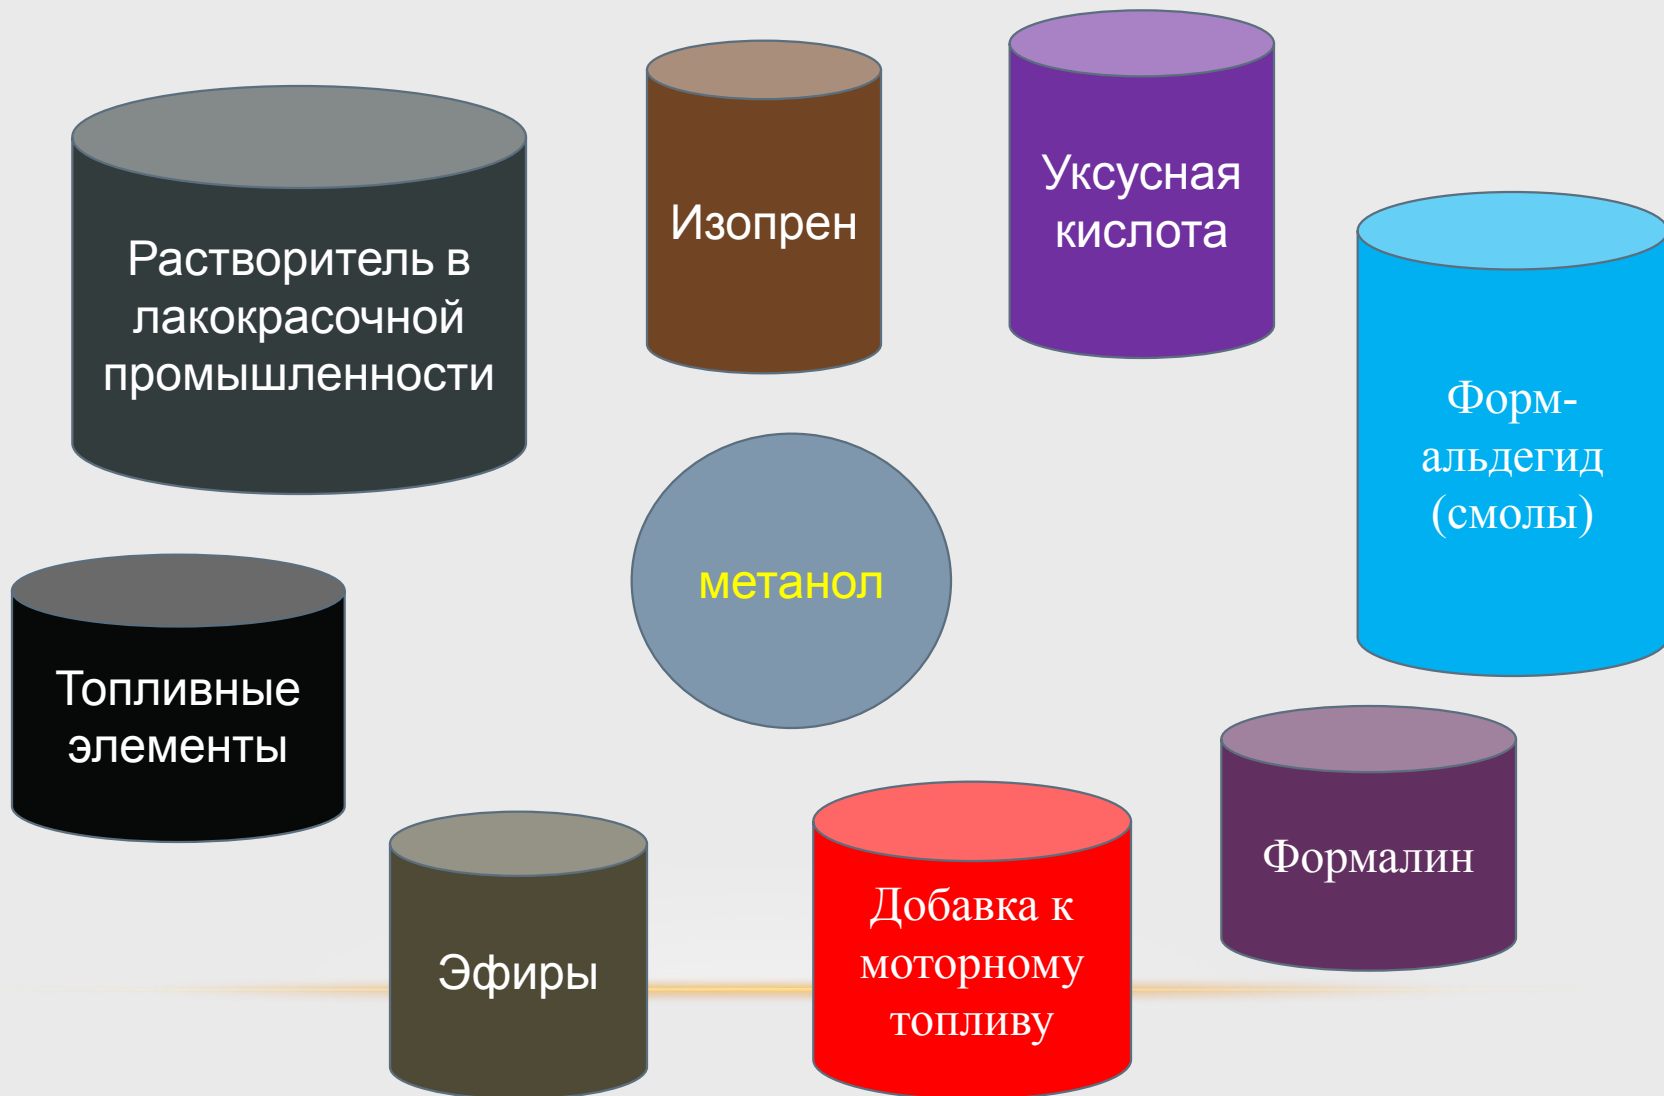 Растворитель в
лакокрасочной
промышленности
Изопрен
Уксусная
кислота
Форм-
альдегид
(смолы)
метанол
Топливные
элементы
Эфиры
Добавка к
моторному
топливу
Формалин